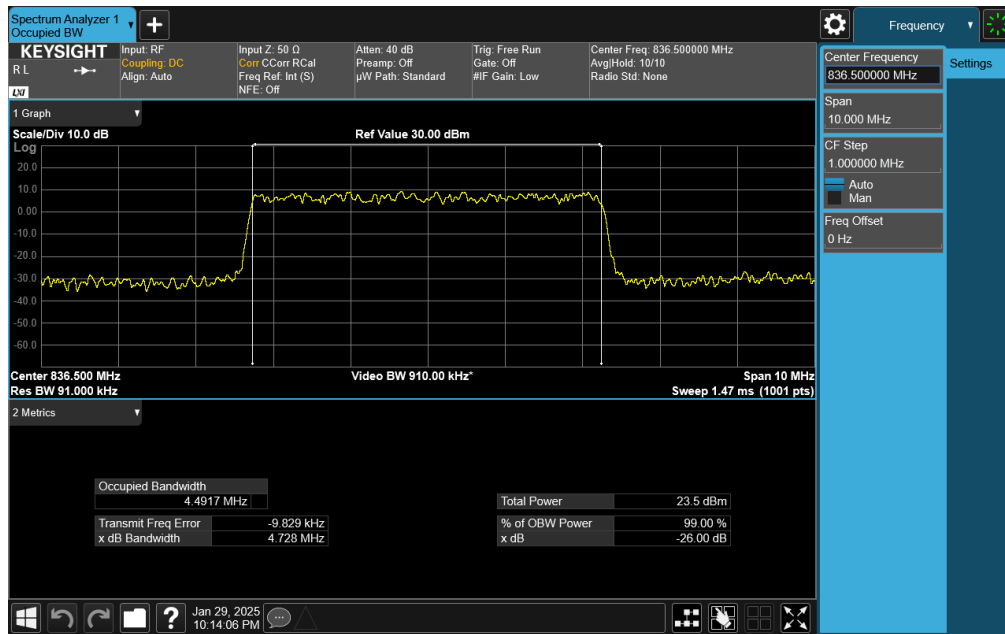 Spectrum Analyzer 1
Occupied BW
Frequency
KEYSIGHT
R L
LXI
Input: RF
Coupling: DC
Align: Auto
Input Z: 50 Ω
Corr CCorr RCal
Freq Ref: Int (S)
NFE: Off
Atten: 40 dB
Preamp: Off
µW Path: Standard
Trig: Free Run
Gate: Off
#IF Gain: Low
Center Freq: 836.500000 MHz
Avg|Hold: 10/10
Radio Std: None
Center Frequency
836.500000 MHz
Settings
Span
10.000 MHz
CF Step
1.000000 MHz
Auto
Man
Freq Offset
0 Hz
1 Graph
Scale/Div 10.0 dB
Ref Value 30.00 dBm
Log
20.0
10.0
0.00
-10.0
-20.0
-30.0
-40.0
-50.0
-60.0
Center 836.500 MHz
Video BW 910.00 kHz*
Span 10 MHz
Res BW 91.000 kHz
Sweep 1.47 ms (1001 pts)
2 Metrics
Occupied Bandwidth
4.4917 MHz
Total Power 23.5 dBm
Transmit Freq Error -9.829 kHz
% of OBW Power 99.00 %
x dB Bandwidth 4.728 MHz
x dB -26.00 dB
Jan 29, 2025
10:14:06 PM